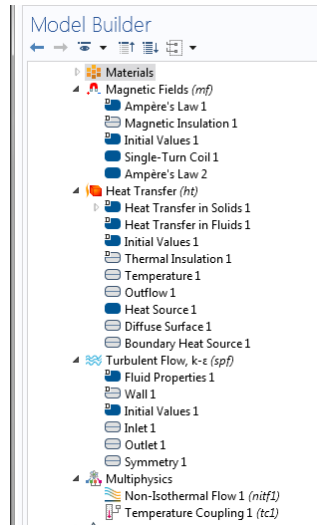 Model Builder
Materials
Magnetic Fields (mf)
Ampère's Law 1
Magnetic Insulation 1
Initial Values 1
Single-Turn Coil 1
Ampère's Law 2
Heat Transfer (ht)
Heat Transfer in Solids 1
Heat Transfer in Fluids 1
Initial Values 1
Thermal Insulation 1
Temperature 1
Outflow 1
Heat Source 1
Diffuse Surface 1
Boundary Heat Source 1
Turbulent Flow, k-ε (spf)
Fluid Properties 1
Wall 1
Initial Values 1
Inlet 1
Outlet 1
Symmetry 1
Multiphysics
Non-Isothermal Flow 1 (nitf1)
Temperature Coupling 1 (tc1)